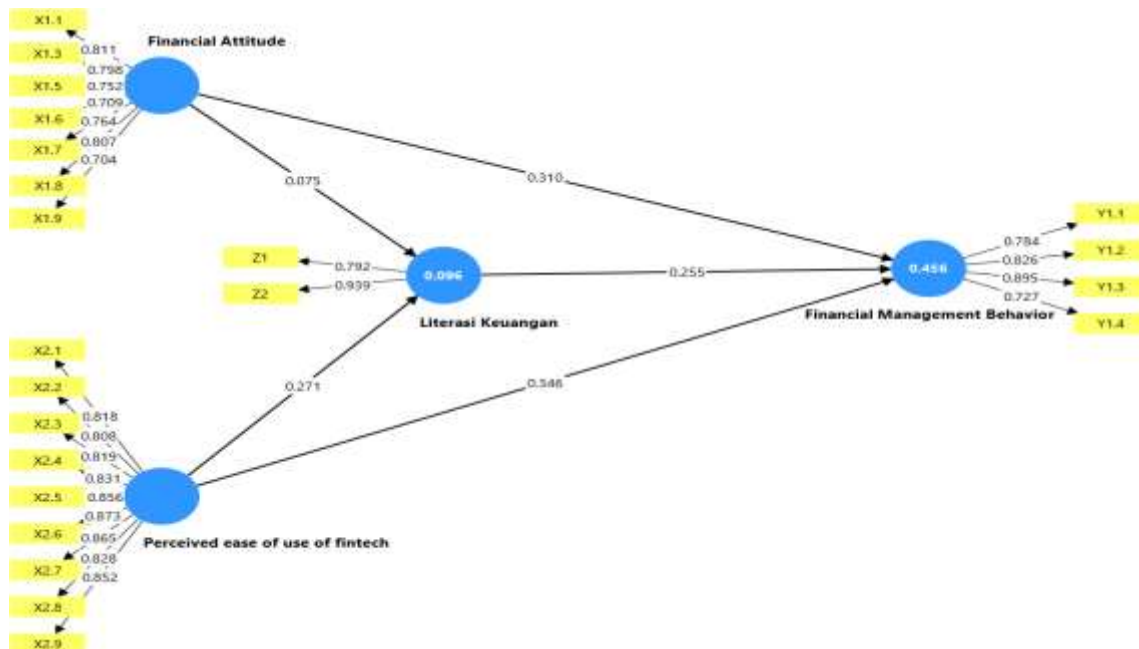 X1.1
X1.3
X1.5
X1.6
X1.7
X1.8
X1.9
0.811
0.798
0.752
0.709
0.764
0.807
0.704
Financial Attitude
0.075
0.310
Z1
Z2
0.792
0.939
0.096
Literasi Keuangan
0.255
0.456
Financial Management Behavior
0.784
0.826
0.895
0.727
Y1.1
Y1.2
Y1.3
Y1.4
0.271
X2.1
X2.2
X2.3
X2.4
X2.5
X2.6
X2.7
X2.8
X2.9
0.818
0.808
0.819
0.831
0.856
0.873
0.865
0.828
0.852
Perceived ease of use of fintech